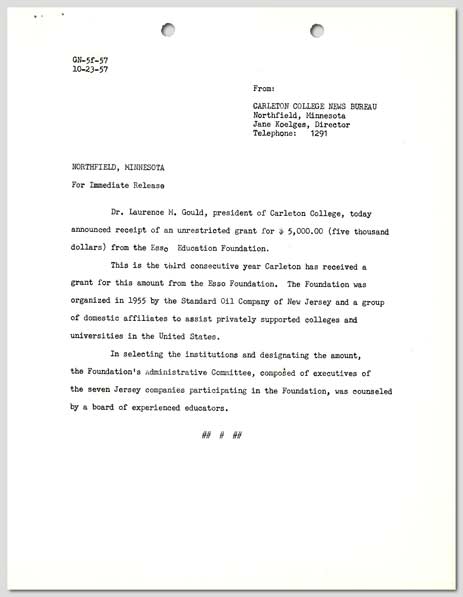 GN-5f-57
10-23-57
From:
CARLETON COLLEGE NEWS BUREAU
Northfield, Minnesota
Jane Koelges, Director
Telephone: 1291
NORTHFIELD, MINNESOTA
For Immediate Release
Dr. Laurence M. Gould, president of Carleton College, today
announced receipt of an unrestricted grant for $ 5,000.00 (five thousand
dollars) from the Esso Education Foundation.
This is the third consecutive year Carleton has received a
grant for this amount from the Esso Foundation. The Foundation was
organized in 1955 by the Standard Oil Company of New Jersey and a group
of domestic affiliates to assist privately supported colleges and
universities in the United States.
In selecting the institutions and designating the amount,
the Foundation's Administrative Committee, composed of executives of
the seven Jersey companies participating in the Foundation, was counseled
by a board of experienced educators.
## # ##